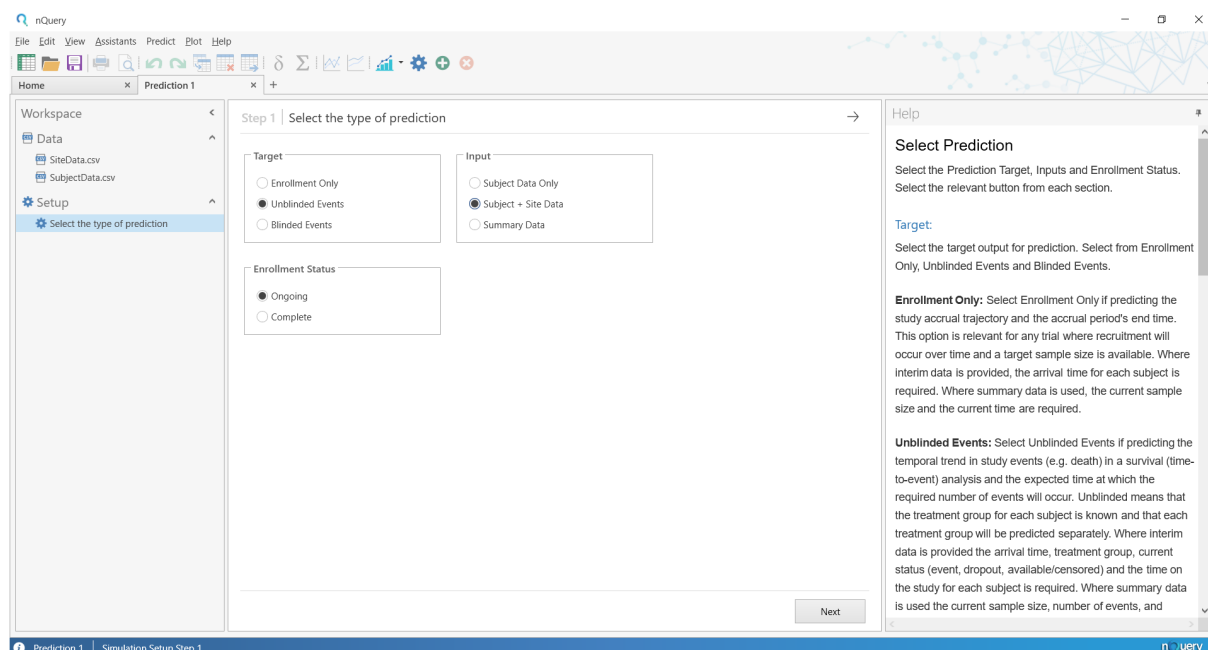 nQuery
File Edit View Assistants Predict Plot Help
Home × Prediction 1 × +
Workspace
Data
SiteData.csv
SubjectData.csv
Setup
Select the type of prediction
Step 1 | Select the type of prediction
Target
Enrollment Only
Unblinded Events
Blinded Events
Input
Subject Data Only
Subject + Site Data
Summary Data
Enrollment Status
Ongoing
Complete
Next
Help
Select Prediction
Select the Prediction Target, Inputs and Enrollment Status.
Select the relevant button from each section.
Target:
Select the target output for prediction. Select from Enrollment
Only, Unblinded Events and Blinded Events.
Enrollment Only: Select Enrollment Only if predicting the
study accrual trajectory and the accrual period's end time.
This option is relevant for any trial where recruitment will
occur over time and a target sample size is available. Where
interim data is provided, the arrival time for each subject is
required. Where summary data is used, the current sample
size and the current time are required.
Unblinded Events: Select Unblinded Events if predicting the
temporal trend in study events (e.g. death) in a survival (time-
to-event) analysis and the expected time at which the
required number of events will occur. Unblinded means that
the treatment group for each subject is known and that each
treatment group will be predicted separately. Where interim
data is provided the arrival time, treatment group, current
status (event, dropout, available/censored) and the time on
the study for each subject is required. Where summary data
is used the current sample size, number of events, and
Prediction 1 | Simulation Setup Step 1
nQuery